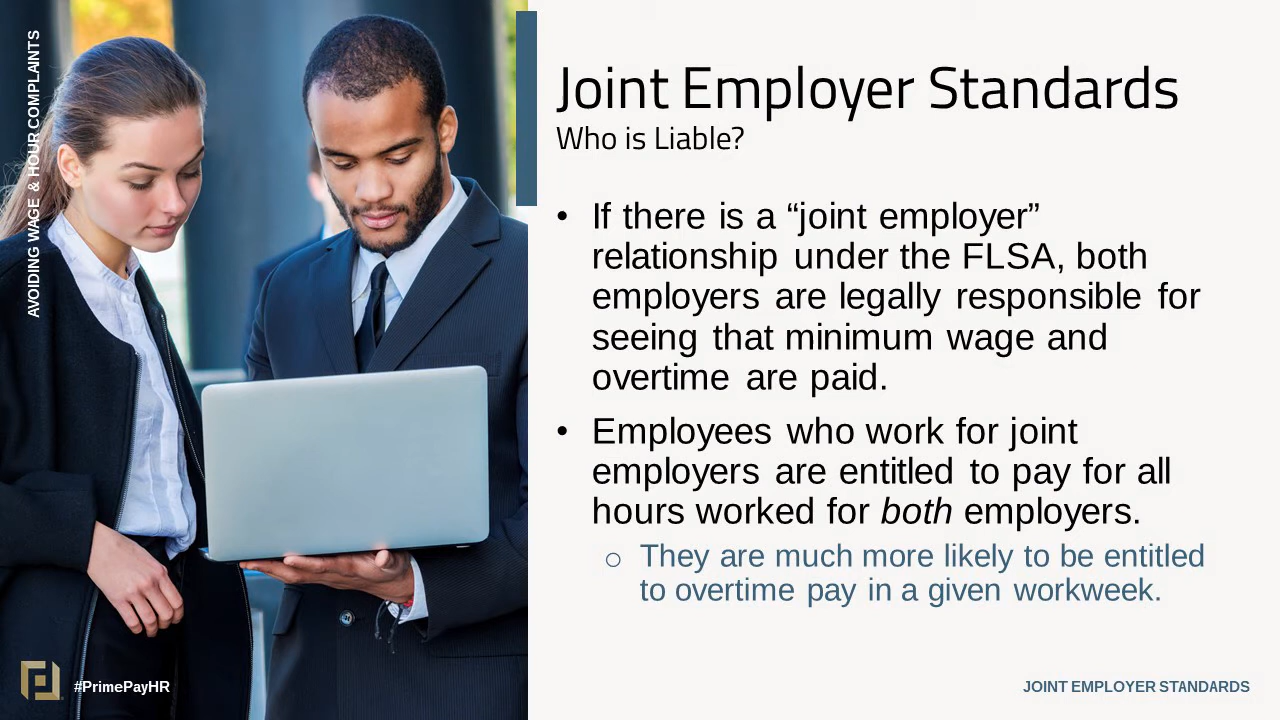 AVOIDING WAGE & HOUR COMPLAINTS
Joint Employer Standards
Who is Liable?
• If there is a “joint employer”
relationship under the FLSA, both
employers are legally responsible for
seeing that minimum wage and
overtime are paid.
• Employees who work for joint
employers are entitled to pay for all
hours worked for both employers.
○ They are much more likely to be entitled
to overtime pay in a given workweek.
#PrimePayHR
JOINT EMPLOYER STANDARDS